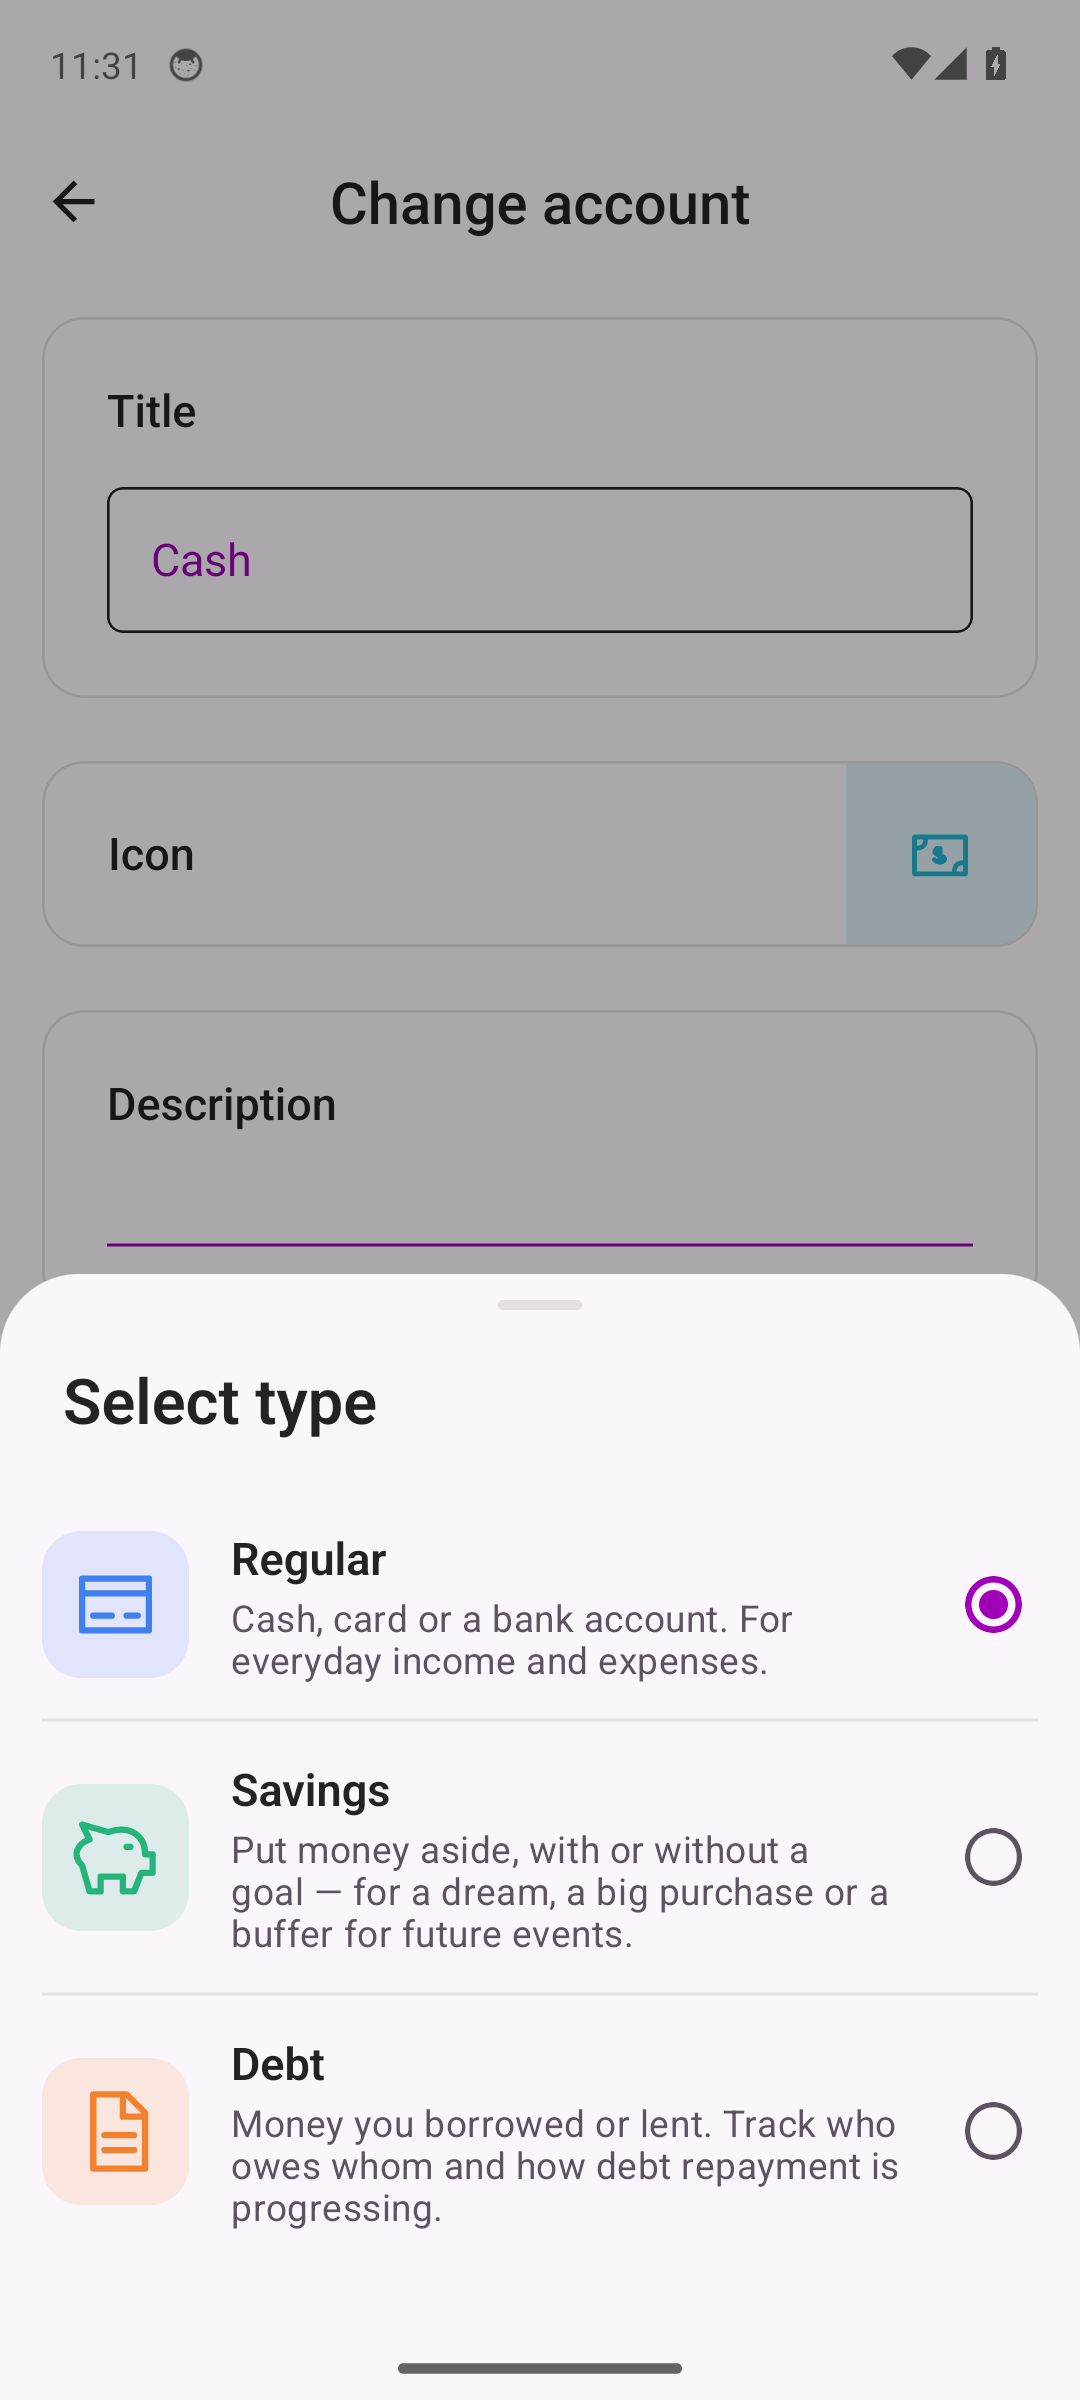 11:31
Change account
Title
Cash
Icon
Description
Select type
Regular
Cash, card or a bank account. For
everyday income and expenses.
Savings
Put money aside, with or without a
goal — for a dream, a big purchase or a
buffer for future events.
Debt
Money you borrowed or lent. Track who
owes whom and how debt repayment is
progressing.